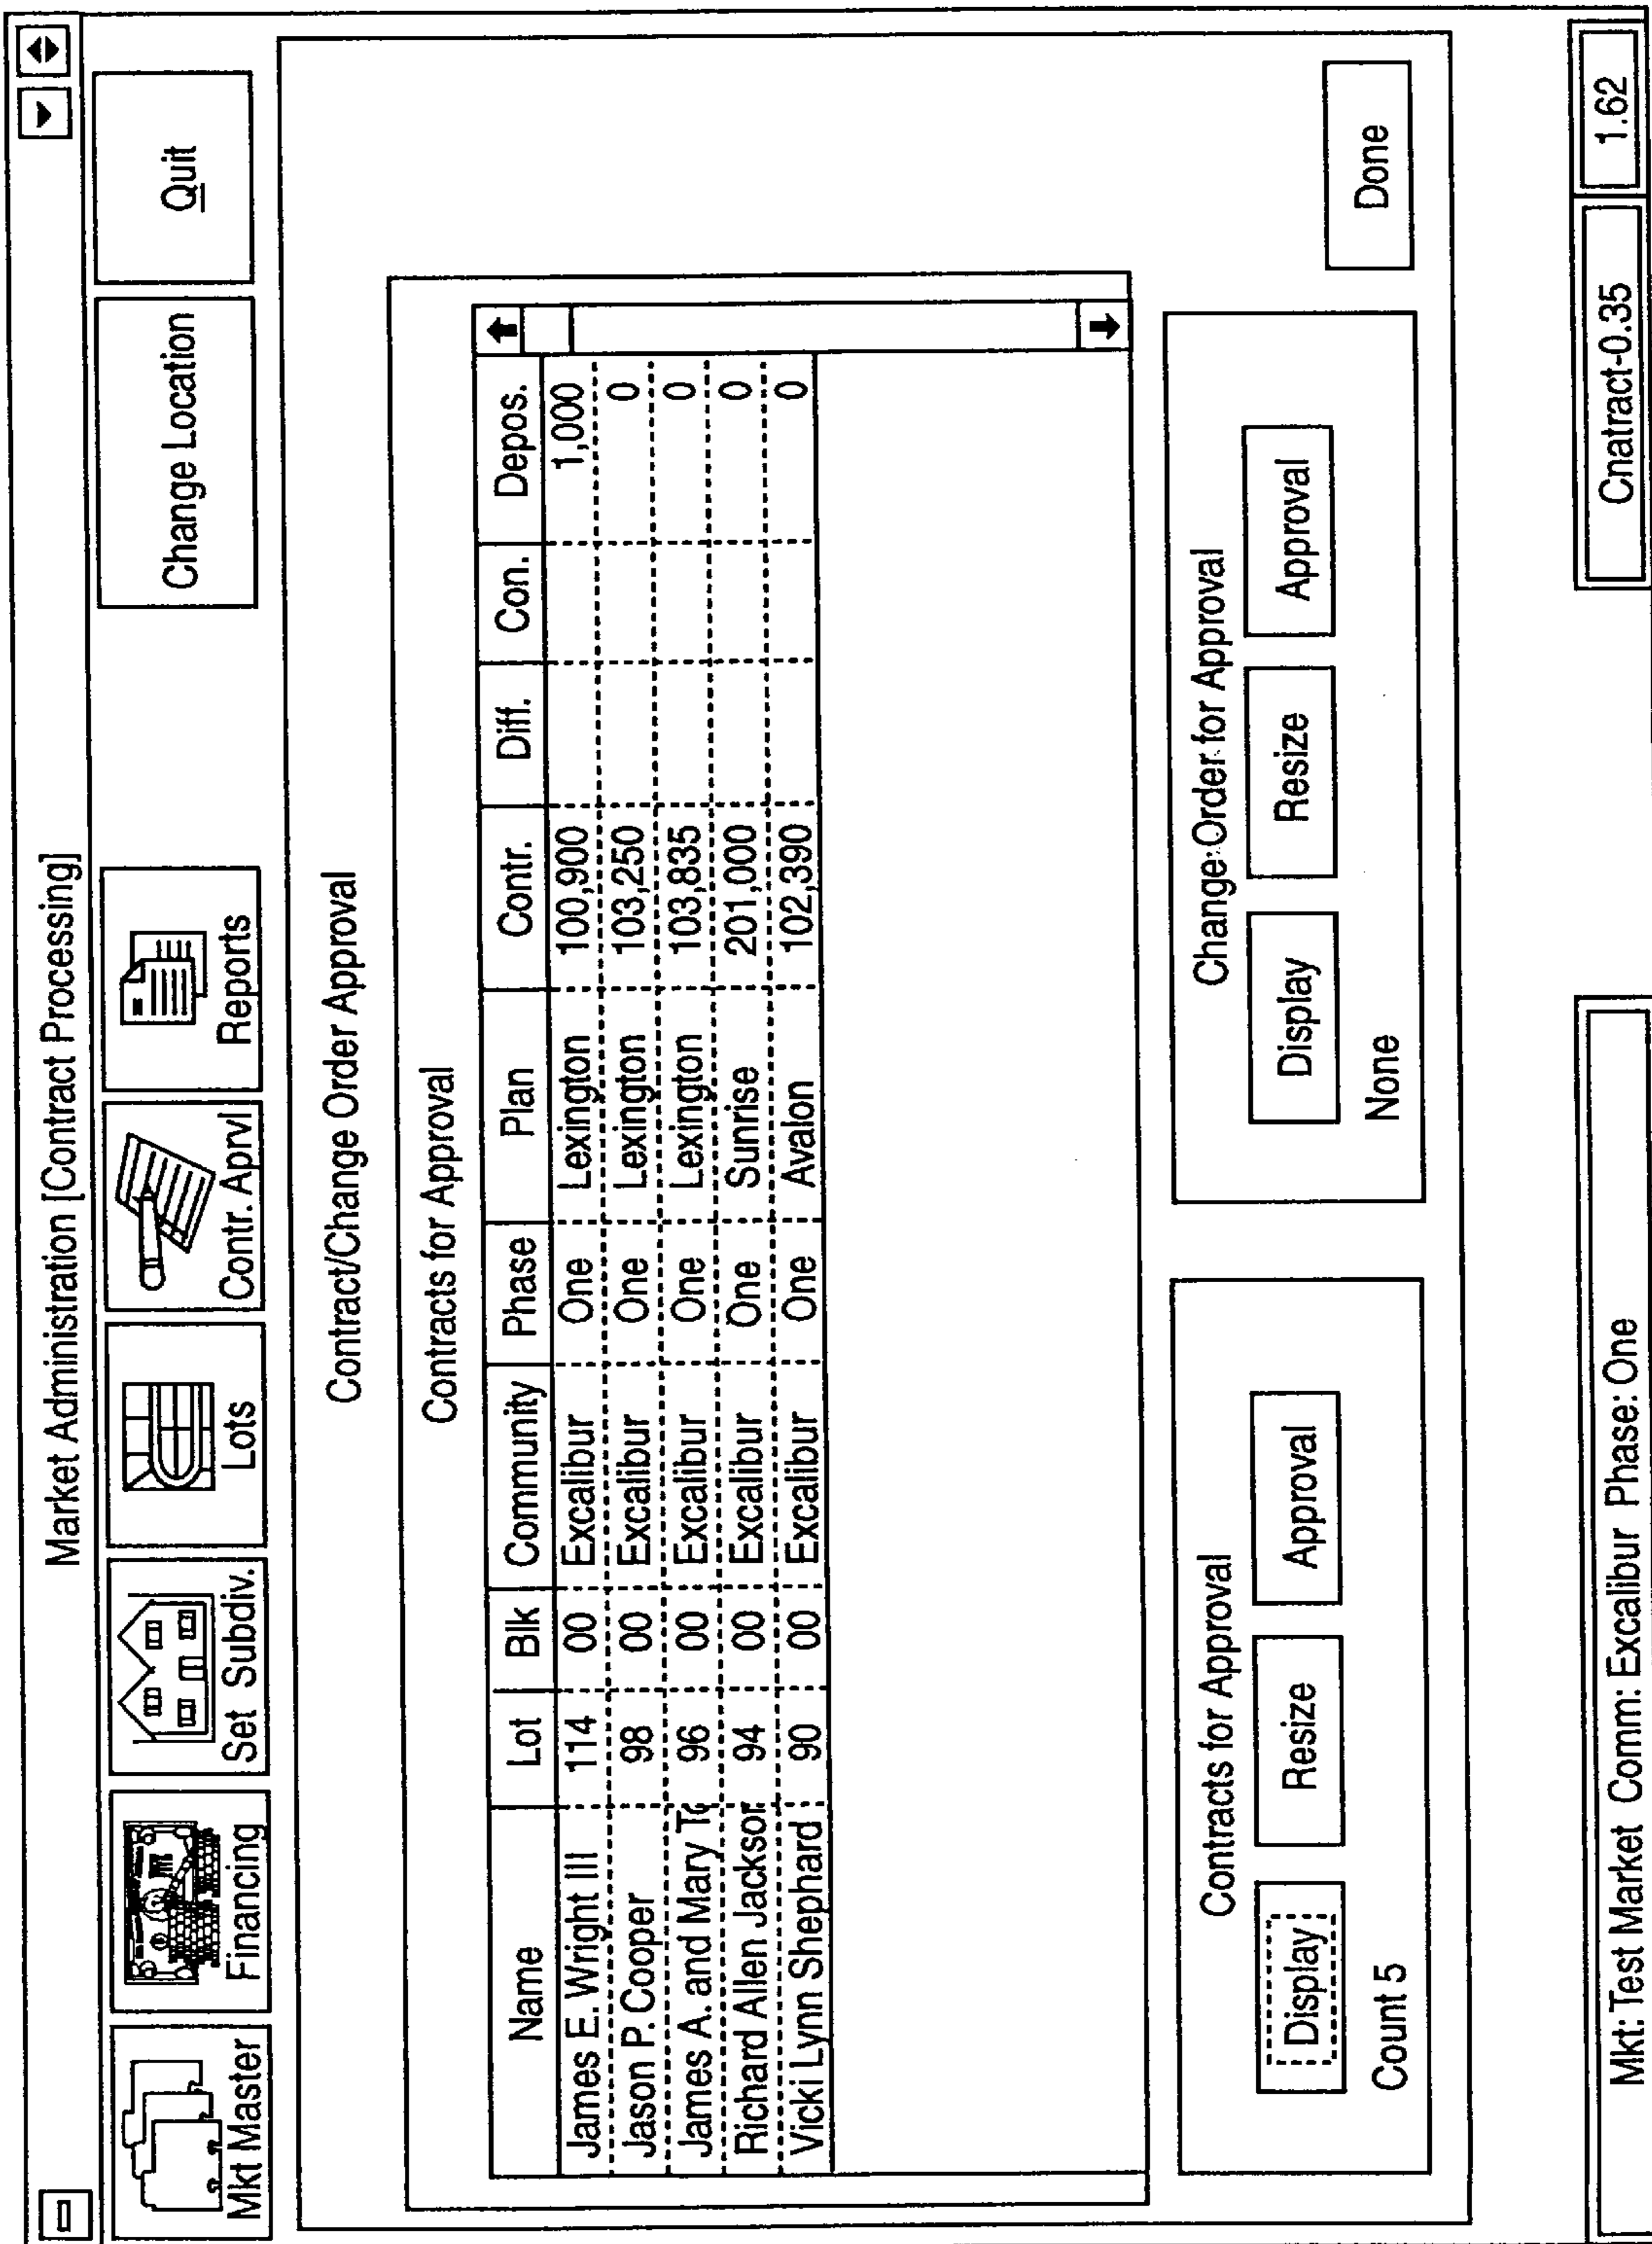 Market Administration [Contract Processing]
Mkt Master Financing Set Subdiv. Lots Contr. Aprvl Reports Change Location Quit
Contract/Change Order Approval
Contracts for Approval
Name Lot Blk Community Phase Plan Contr. Diff. Con. Depos.
James E. Wright III 114 00 Excalibur One Lexington 100,900 1,000
Jason P. Cooper 98 00 Excalibur One Lexington 103,250 0
James A. and Mary 96 00 Excalibur One Lexington 103,835 0
Richard Allen Jackson 94 00 Excalibur One Sunrise 201,000 0
Vicki Lynn Shephard 90 00 Excalibur One Avalon 102,390 0
Contracts for Approval
Display Resize Approval
Count 5
Change Order for Approval
Display Resize Approval
None
Done
Mkt: Test Market Comm: Excalibur Phase: One
Cnatract-0.35 1.62